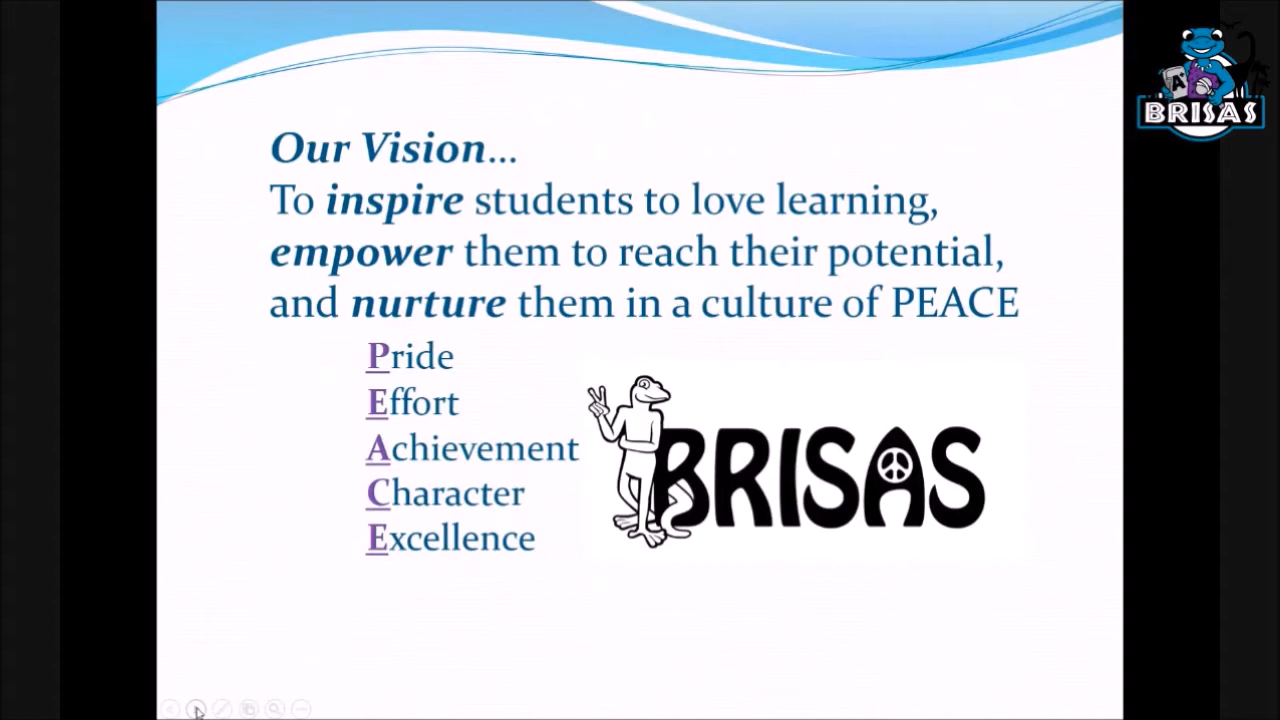 Our Vision...
To inspire students to love learning,
empower them to reach their potential,
and nurture them in a culture of PEACE
Pride
Effort
Achievement
Character
Excellence
BRISAS
A+
BRISAS